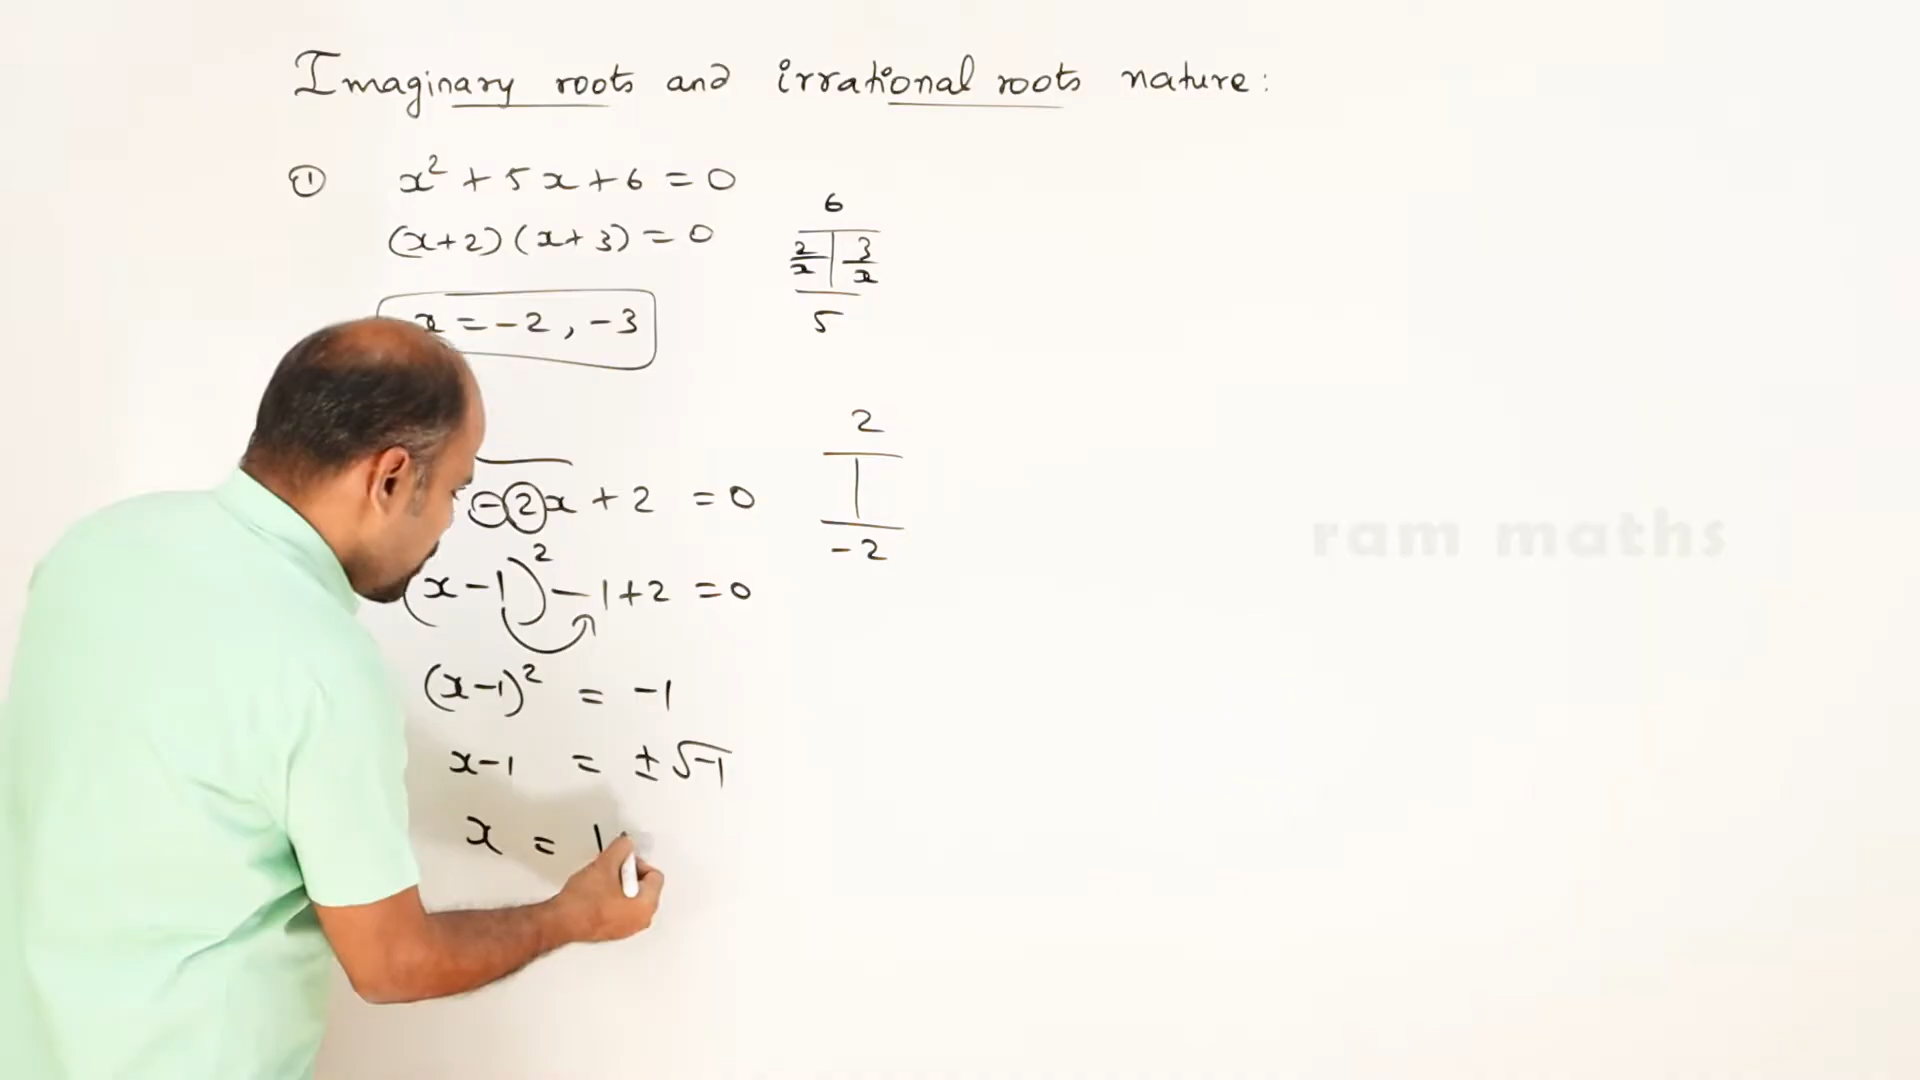 Imaginary roots and irrational roots nature:
① x² + 5x + 6 = 0
(x+2)(x+3) = 0
x = -2, -3
6
2/x | 3/x
5
-2x + 2 = 0
(x-1)² -1+2 = 0
(x-1)² = -1
x-1 = ±√-1
x = 1
2
-2
ram maths